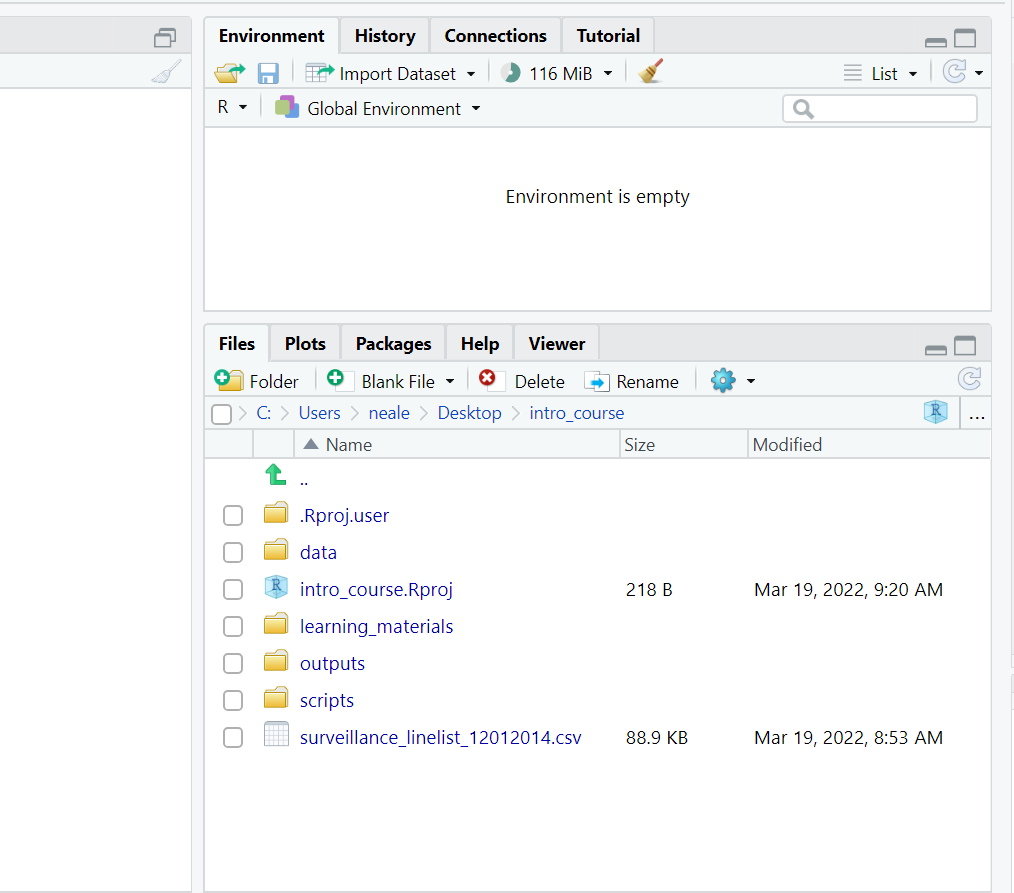 Environment History Connections Tutorial
Import Dataset 116 MiB List
R Global Environment
Environment is empty
Files Plots Packages Help Viewer
Folder Blank File Delete Rename
C: Users neale Desktop intro_course R ...
Name Size Modified
..
.Rproj.user
data
R intro_course.Rproj 218 B Mar 19, 2022, 9:20 AM
learning_materials
outputs
scripts
surveillance_linelist_12012014.csv 88.9 KB Mar 19, 2022, 8:53 AM